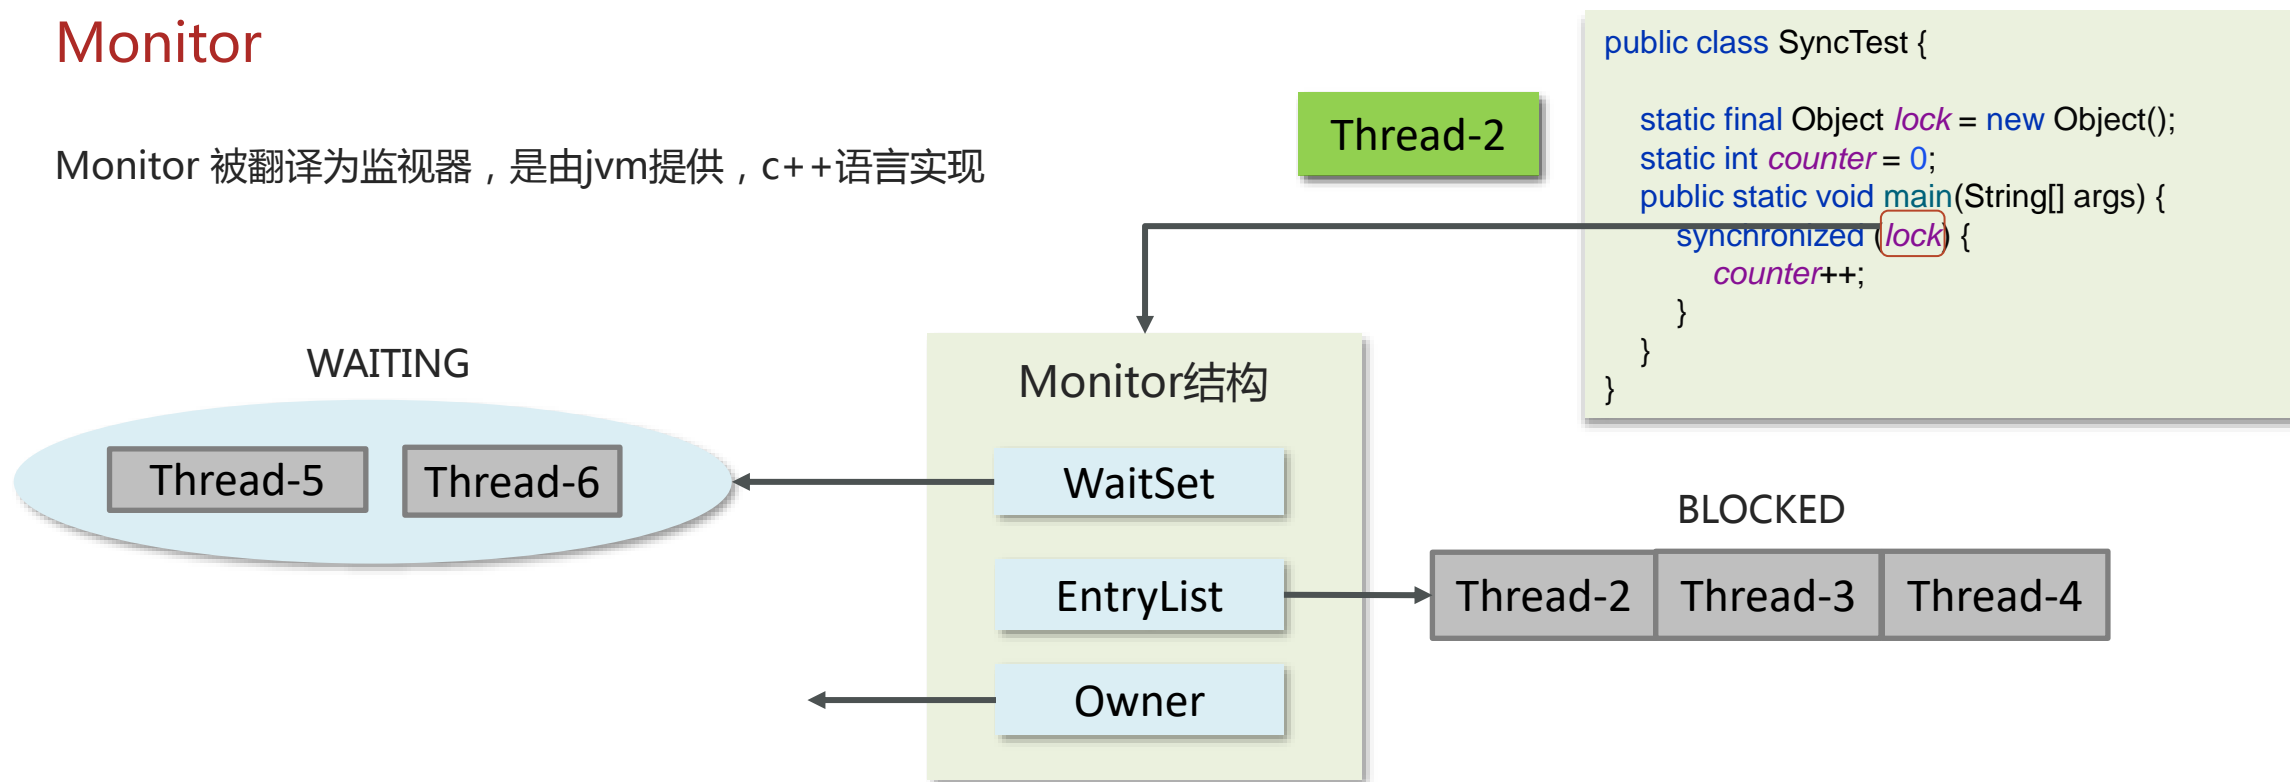 Monitor
Monitor 被翻译为监视器，是由jvm提供，c++语言实现
Thread-2
public class SyncTest {
static final Object lock = new Object();
static int counter = 0;
public static void main(String[] args) {
synchronized (lock) {
counter++;
}
}
}
WAITING
Thread-5 Thread-6
Monitor结构
WaitSet
EntryList
Owner
BLOCKED
Thread-2 Thread-3 Thread-4